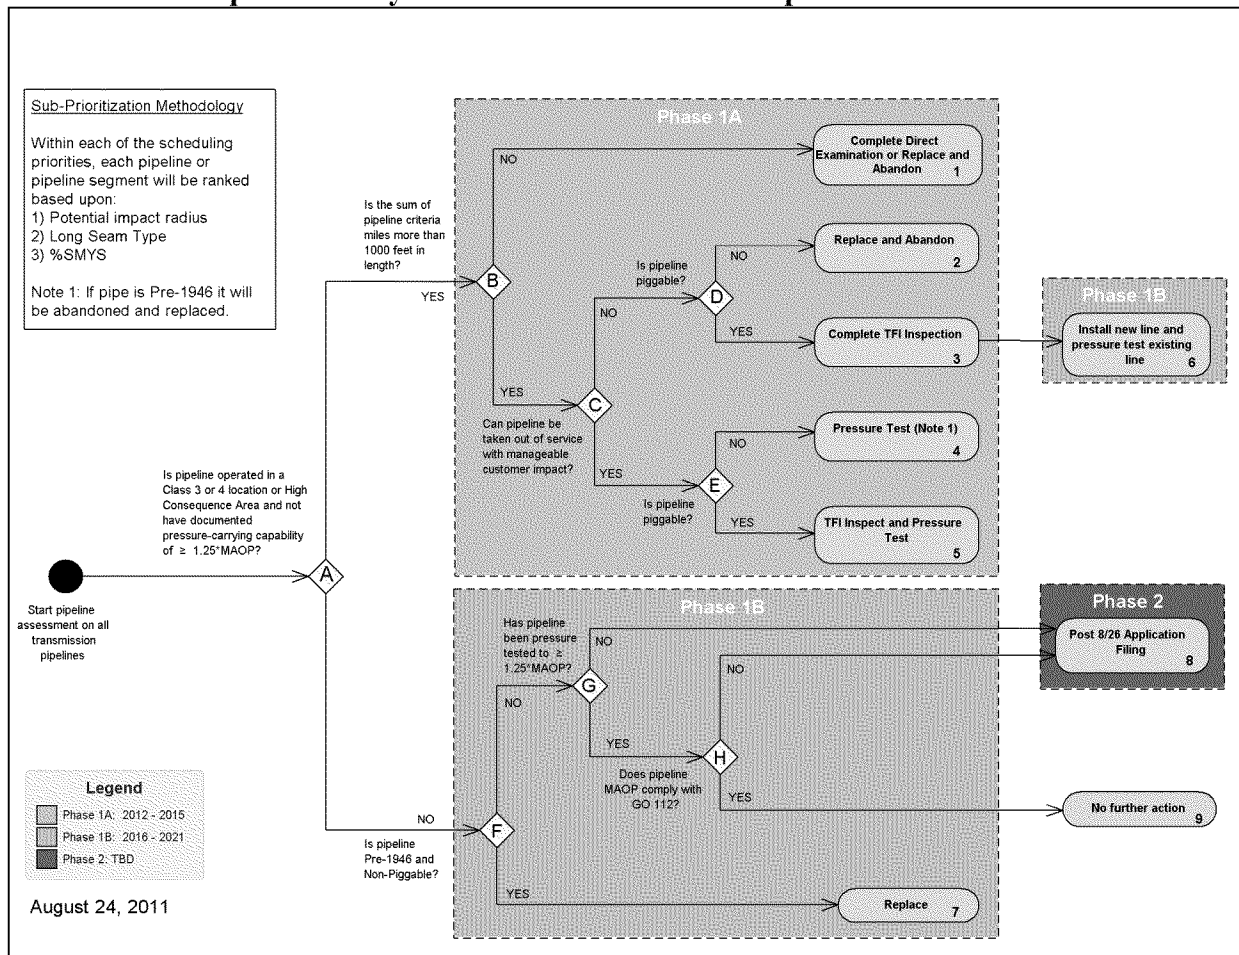 Sub-Prioritization Methodology
Within each of the scheduling
priorities, each pipeline or
pipeline segment will be ranked
based upon:
1) Potential impact radius
2) Long Seam Type
3) %SMYS
Note 1: If pipe is Pre-1946 it will
be abandoned and replaced.
Phase 1A
NO
Complete Direct
Examination or Replace and
Abandon
1
Is the sum of
pipeline criteria
miles more than
1000 feet in
length?
B
YES
Is pipeline
piggable?
D
NO
Replace and Abandon
2
NO
YES
Complete TFI Inspection
3
Phase 1B
Install new line and
pressure test existing
line
6
YES
C
Can pipeline be
taken out of service
with manageable
customer impact?
YES
E
Is pipeline
piggable?
NO
Pressure Test (Note 1)
4
YES
TFI Inspect and Pressure
Test
5
Is pipeline operated in a
Class 3 or 4 location or High
Consequence Area and not
have documented
pressure-carrying capability
of ≥ 1.25*MAOP?
A
Start pipeline
assessment on all
transmission
pipelines
Phase 1B
Has pipeline
been pressure
tested to ≥
1.25*MAOP?
NO
G
NO
Phase 2
Post 8/26 Application
Filing
8
YES
H
NO
Does pipeline
MAOP comply with
GO 112?
YES
No further action
9
NO
F
Is pipeline
Pre-1946 and
Non-Piggable?
YES
Replace
7
Legend
Phase 1A: 2012 - 2015
Phase 1B: 2016 - 2021
Phase 2: TBD
August 24, 2011